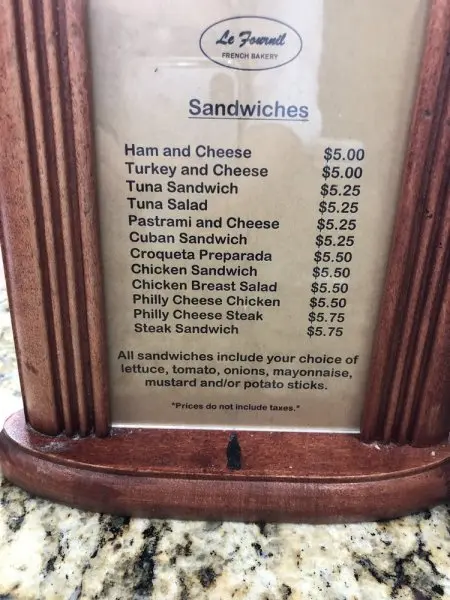 Le Fournil
FRENCH BAKERY
Sandwiches
Ham and Cheese $5.00
Turkey and Cheese $5.00
Tuna Sandwich $5.25
Tuna Salad $5.25
Pastrami and Cheese $5.25
Cuban Sandwich $5.25
Croqueta Preparada $5.50
Chicken Sandwich $5.50
Chicken Breast Salad $5.50
Philly Cheese Chicken $5.50
Philly Cheese Steak $5.75
Steak Sandwich $5.75
All sandwiches include your choice of
lettuce, tomato, onions, mayonnaise,
mustard and/or potato sticks.
*Prices do not include taxes.*